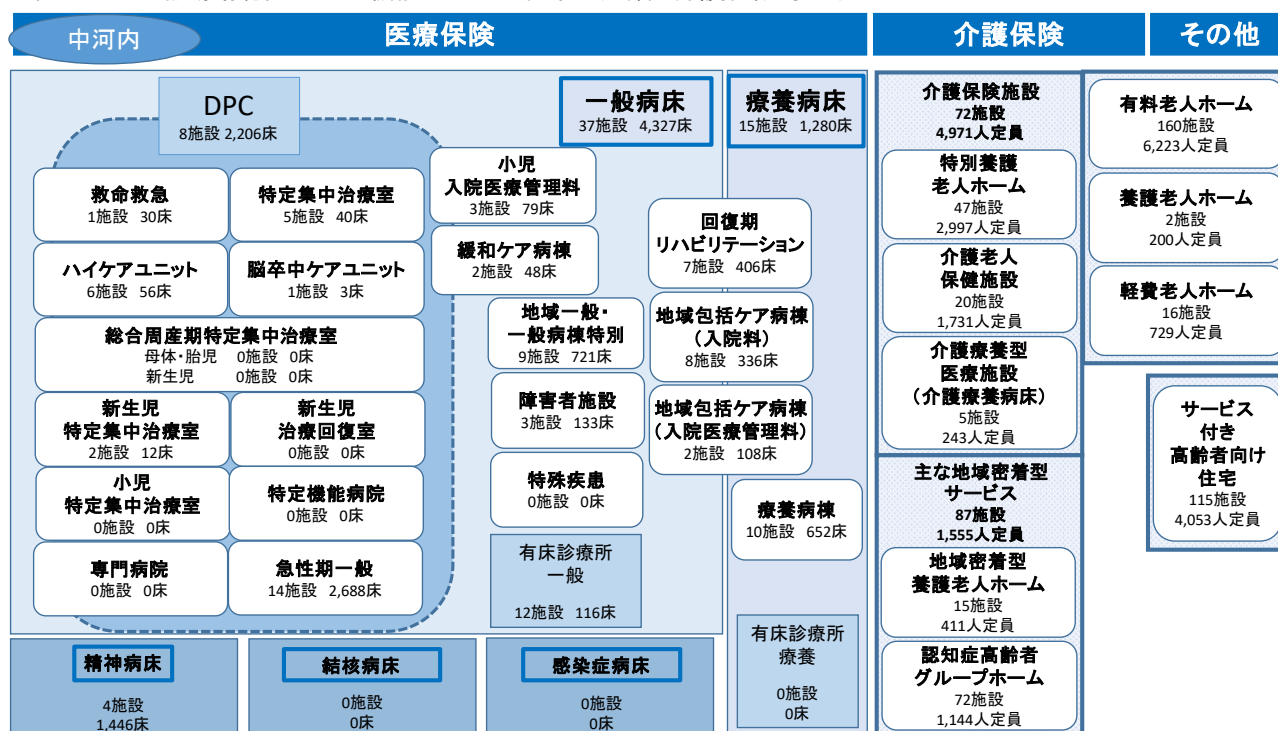 中河内
医療保険
介護保険
その他
DPC
8施設 2,206床
一般病床
37施設 4,327床
療養病床
15施設 1,280床
救命救急
1施設 30床
特定集中治療室
5施設 40床
ハイケアユニット
6施設 56床
脳卒中ケアユニット
1施設 3床
総合周産期特定集中治療室
母体・胎児 0施設 0床
新生児 0施設 0床
新生児
特定集中治療室
2施設 12床
新生児
治療回復室
0施設 0床
小児
特定集中治療室
0施設 0床
特定機能病院
0施設 0床
専門病院
0施設 0床
急性期一般
14施設 2,688床
小児
入院医療管理料
3施設 79床
緩和ケア病棟
2施設 48床
地域一般・
一般病棟特別
9施設 721床
障害者施設
3施設 133床
特殊疾患
0施設 0床
有床診療所
一般
12施設 116床
回復期
リハビリテーション
7施設 406床
地域包括ケア病棟
(入院料)
8施設 336床
地域包括ケア病棟
(入院医療管理料)
2施設 108床
療養病棟
10施設 652床
有床診療所
療養
0施設
0床
精神病床
4施設
1,446床
結核病床
0施設
0床
感染症病床
0施設
0床
介護保険施設
72施設
4,971人定員
特別養護
老人ホーム
47施設
2,997人定員
介護老人
保健施設
20施設
1,731人定員
介護療養型
医療施設
(介護療養病床)
5施設
243人定員
主な地域密着型
サービス
87施設
1,555人定員
地域密着型
養護老人ホーム
15施設
411人定員
認知症高齢者
グループホーム
72施設
1,144人定員
有料老人ホーム
160施設
6,223人定員
養護老人ホーム
2施設
200人定員
軽費老人ホーム
16施設
729人定員
サービス
付き
高齢者向け
住宅
115施設
4,053人定員